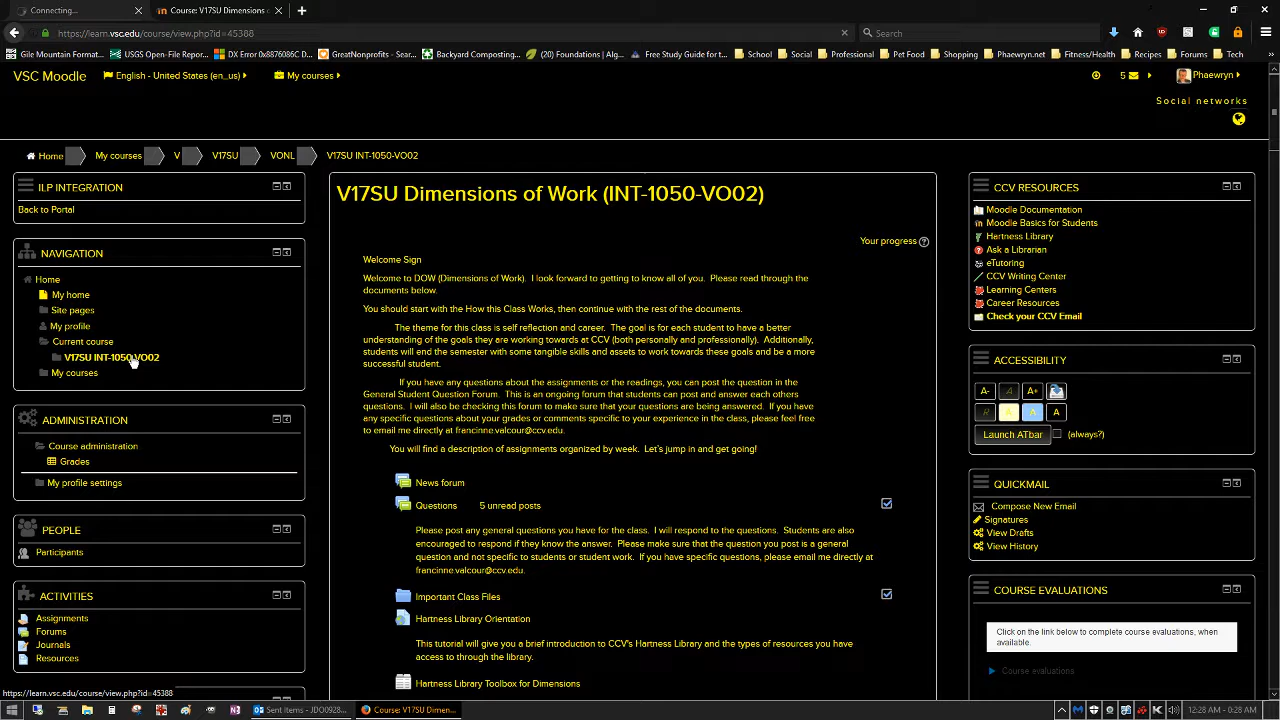 Connecting...
Course: V17SU Dimensions o
https://learn.vsc.edu/course/view.php?id=45388
Search
Gile Mountain Format...
USGS Open-File Repor...
DX Error 0x8876086C D...
GreatNonprofits - Sear...
Backyard Composting...
(20) Foundations | Alg...
Free Study Guide for t...
School
Social
Professional
Pet Food
Shopping
Phaewryn.net
Fitness/Health
Recipes
Forums
Tech
VSC Moodle
English - United States (en_us)
My courses
5
Phaewryn
Social networks
Home
My courses
V
V17SU
VONL
V17SU INT-1050-VO02
ILP INTEGRATION
Back to Portal
NAVIGATION
Home
My home
Site pages
My profile
Current course
V17SU INT-1050-VO02
My courses
ADMINISTRATION
Course administration
Grades
My profile settings
PEOPLE
Participants
ACTIVITIES
Assignments
Forums
Journals
Resources
V17SU Dimensions of Work (INT-1050-VO02)
Your progress
Welcome Sign
Welcome to DOW (Dimensions of Work). I look forward to getting to know all of you. Please read through the
documents below.
You should start with the How this Class Works, then continue with the rest of the documents.
The theme for this class is self reflection and career. The goal is for each student to have a better
understanding of the goals they are working towards at CCV (both personally and professionally). Additionally,
students will end the semester with some tangible skills and assets to work towards these goals and be a more
successful student.
If you have any questions about the assignments or the readings, you can post the question in the
General Student Question Forum. This is an ongoing forum that students can post and answer each others
questions. I will also be checking this forum to make sure that your questions are being answered. If you have
any specific questions about your grades or comments specific to your experience in the class, please feel free
to email me directly at francinne.valcour@ccv.edu.
You will find a description of assignments organized by week. Let's jump in and get going!
News forum
Questions 5 unread posts
Please post any general questions you have for the class. I will respond to the questions. Students are also
encouraged to respond if they know the answer. Please make sure that the question you post is a general
question and not specific to students or student work. If you have specific questions, please email me directly at
francinne.valcour@ccv.edu.
Important Class Files
Hartness Library Orientation
This tutorial will give you a brief introduction to CCV's Hartness Library and the types of resources you have
access to through the library.
Hartness Library Toolbox for Dimensions
CCV RESOURCES
Moodle Documentation
Moodle Basics for Students
Hartness Library
Ask a Librarian
eTutoring
CCV Writing Center
Learning Centers
Career Resources
Check your CCV Email
ACCESSIBILITY
A- A A+
R A A A
Launch ATbar (always?)
QUICKMAIL
Compose New Email
Signatures
View Drafts
View History
COURSE EVALUATIONS
Click on the link below to complete course evaluations, when
available.
Course evaluations
https://learn.vsc.edu/course/view.php?id=45388
Sent Items - JDO0928...
Course: V17SU Dimen...
12:28 AM - 0:28 AM